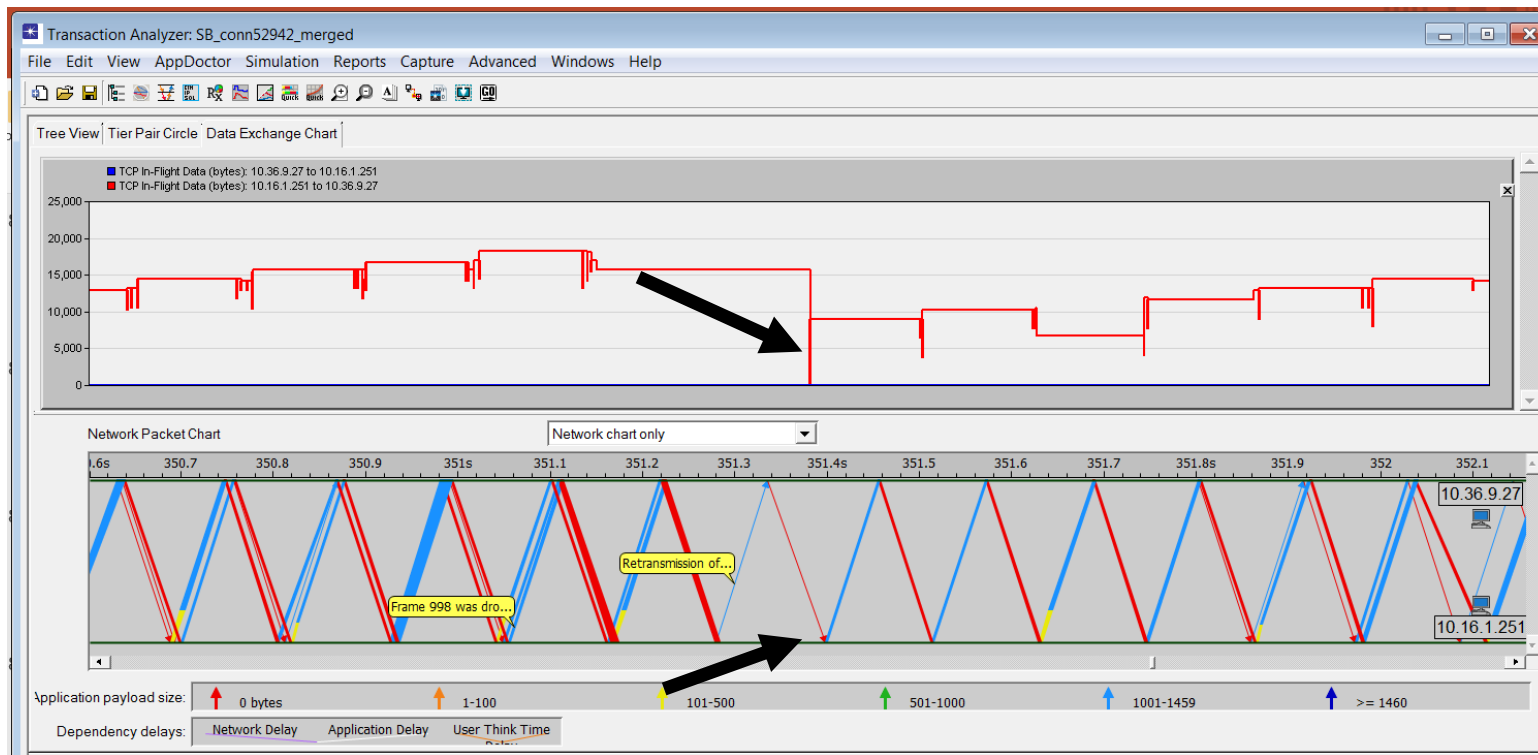 Transaction Analyzer: SB_conn52942_merged
File Edit View AppDoctor Simulation Reports Capture Advanced Windows Help
QUICK QUICK GO
Tree View Tier Pair Circle Data Exchange Chart
TCP In-Flight Data (bytes): 10.36.9.27 to 10.16.1.251
TCP In-Flight Data (bytes): 10.16.1.251 to 10.36.9.27
25,000
20,000
15,000
10,000
5,000
0
Network Packet Chart Network chart only
.6s 350.7 350.8 350.9 351s 351.1 351.2 351.3 351.4s 351.5 351.6 351.7 351.8s 351.9 352 352.1
10.36.9.27
Retransmission of...
Frame 998 was dro...
10.16.1.251
Application payload size: 0 bytes 1-100 101-500 501-1000 1001-1459 >= 1460
Dependency delays: Network Delay Application Delay User Think Time